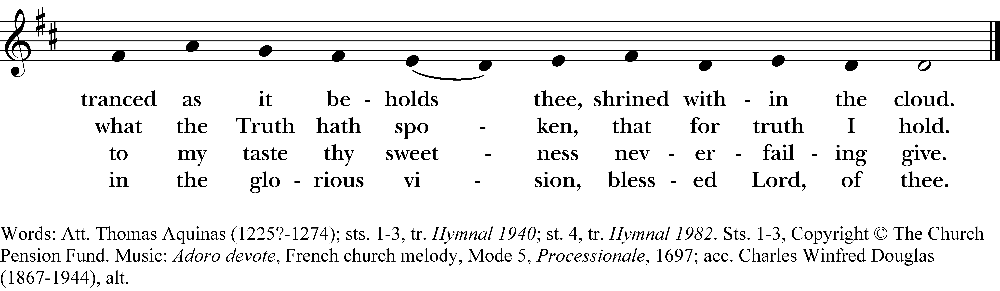 tranced as it be - holds thee, shrined with - in the cloud.
what the Truth hath spo - ken, that for truth I hold.
to my taste thy sweet - ness nev - er - fail - ing give.
in the glo - rious vi - sion, bless - ed Lord, of thee.
Words: Att. Thomas Aquinas (1225?-1274); sts. 1-3, tr. Hymnal 1940; st. 4, tr. Hymnal 1982. Sts. 1-3, Copyright © The Church
Pension Fund. Music: Adoro devote, French church melody, Mode 5, Processionale, 1697; acc. Charles Winfred Douglas
(1867-1944), alt.